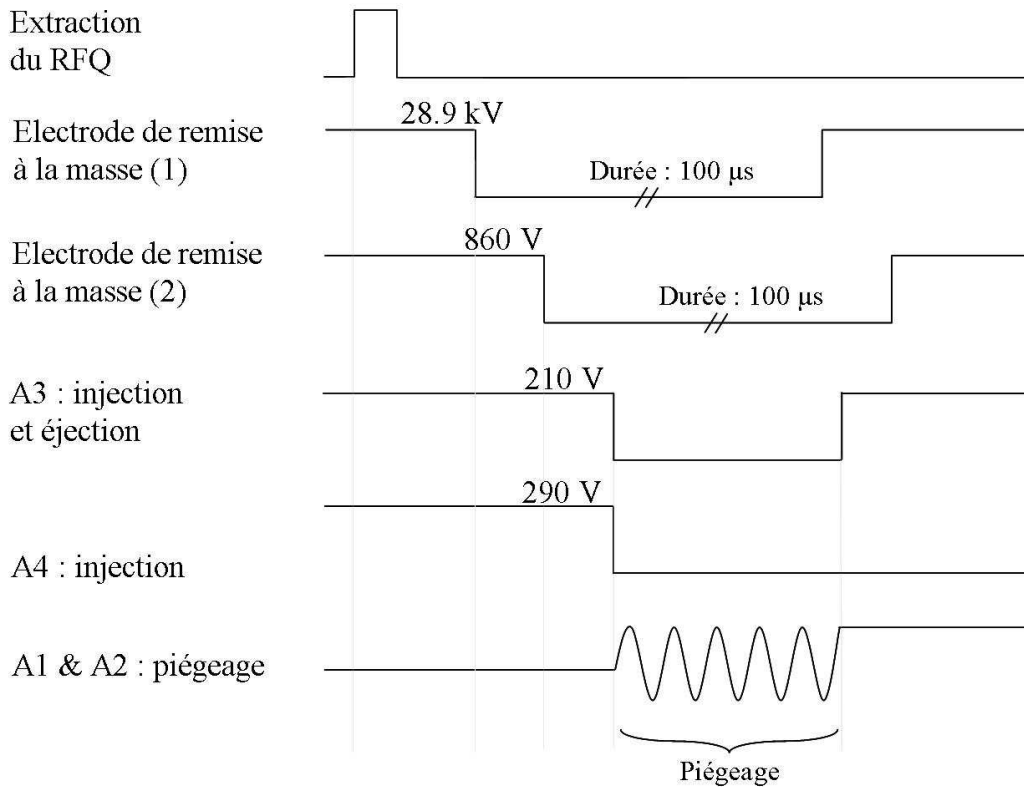 Extraction
du RFQ
28.9 kV
Electrode de remise
à la masse (1)
Durée : 100 µs
860 V
Electrode de remise
à la masse (2)
Durée : 100 µs
210 V
A3 : injection
et éjection
290 V
A4 : injection
A1 & A2 : piégeage
Piégeage